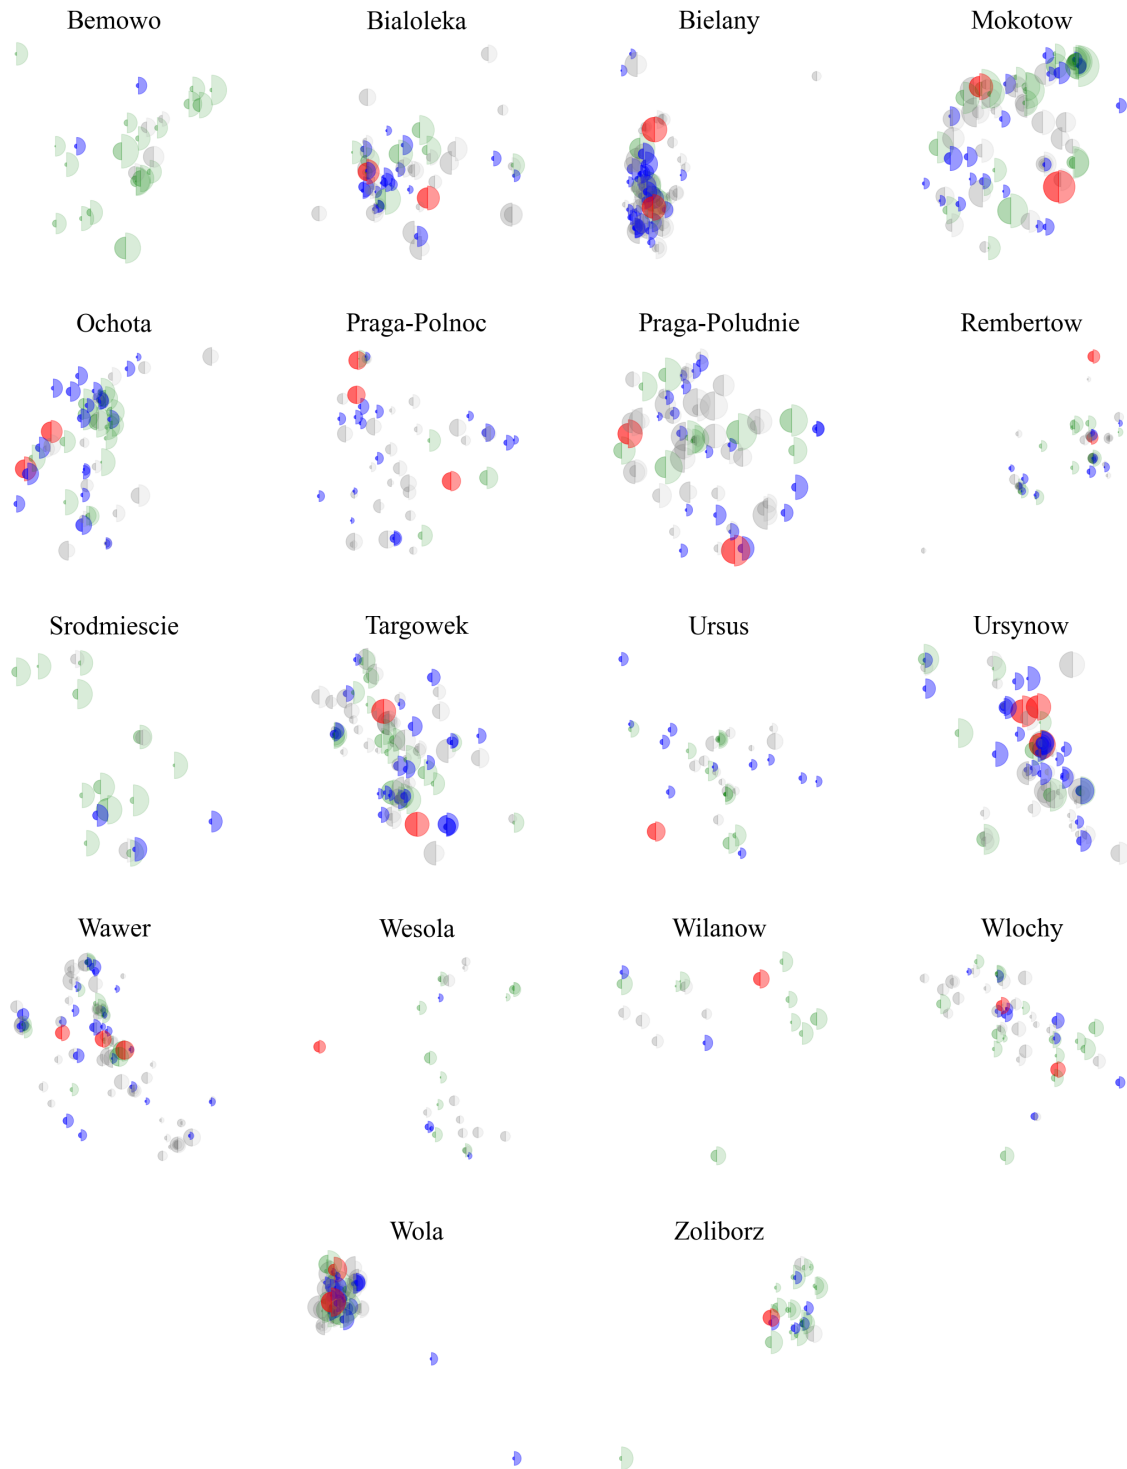 Bemowo
Bialoleka
Bielany
Mokotow
Ochota
Praga-Polnoc
Praga-Poludnie
Rembertow
Srodmiescie
Targowek
Ursus
Ursynow
Wawer
Wesola
Wilanow
Wlochy
Wola
Zoliborz